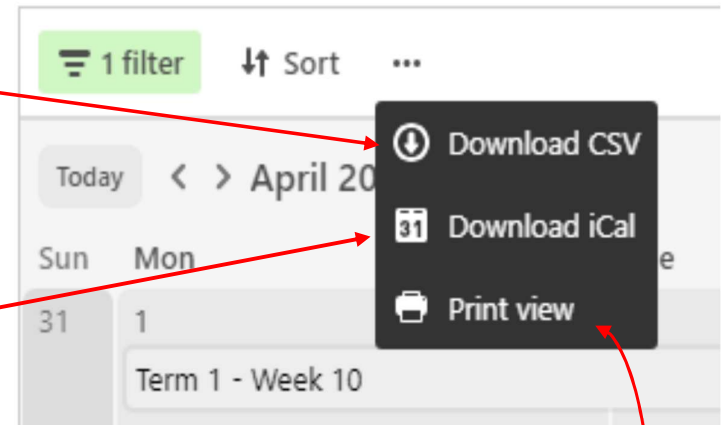 1 filter Sort ...
Download CSV
Today < > April 20
31 Download iCal
Sun Mon e
Print view
31 1
Term 1 - Week 10